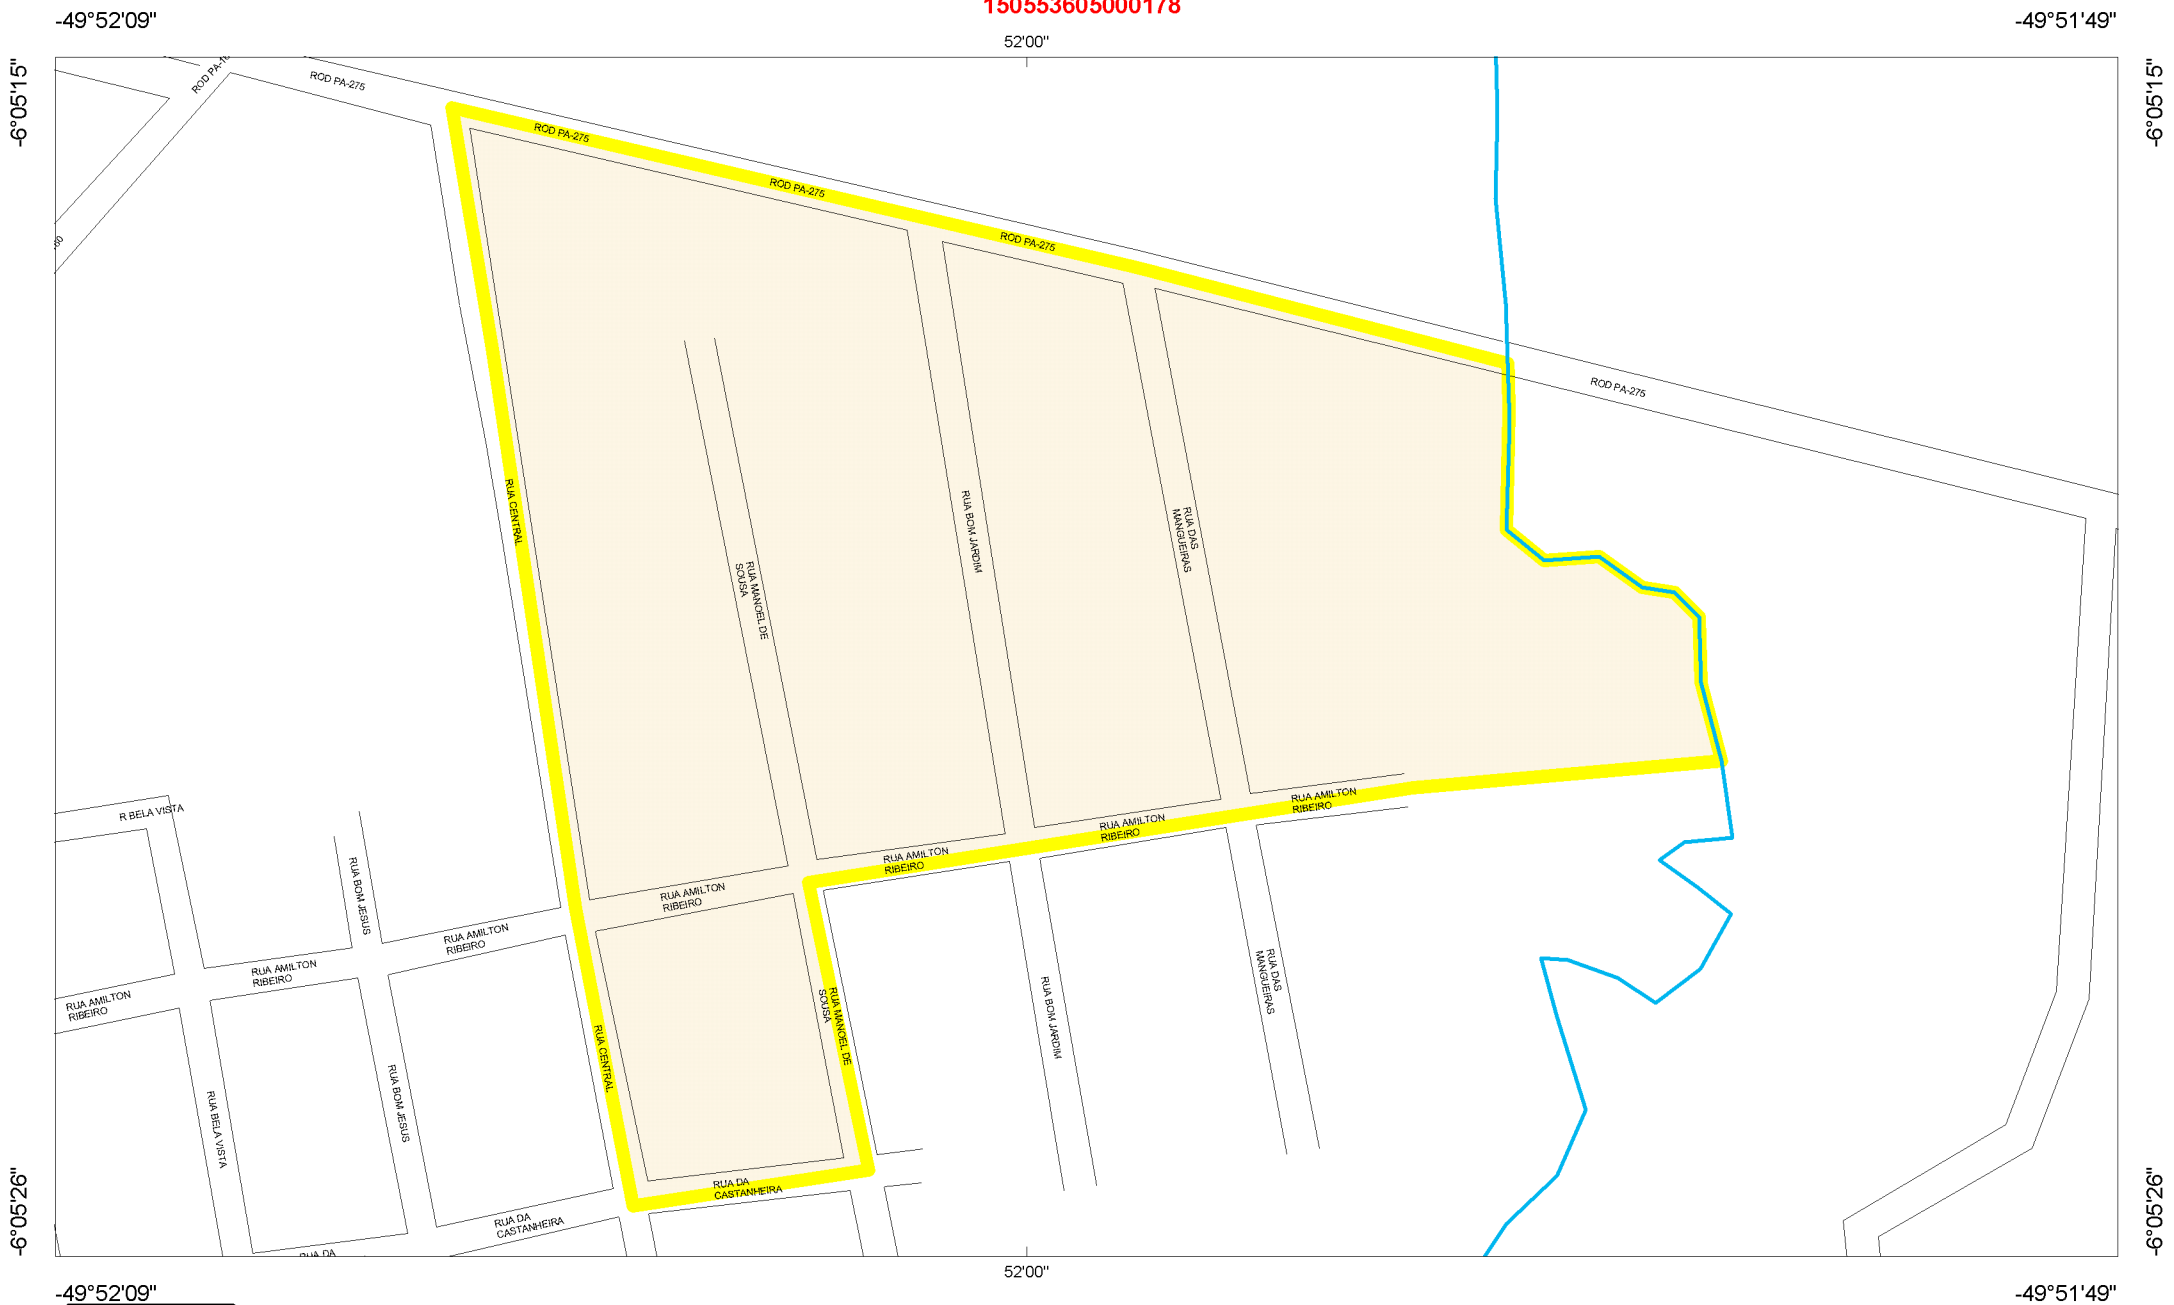 150553605000178
-49°52'09"
-49°51'49"
52'00"
-6°05'15"
-6°05'15"
ROD PA-275
ROD PA-275
ROD PA-275
ROD PA-275
ROD PA-275
RUA CENTRAL
RUA BOM JARDIM
RUA DAS
MANGUEIRAS
RUA MANOEL DE
SOUSA
R BELA VISTA
RUA AMILTON
RIBEIRO
RUA AMILTON
RIBEIRO
RUA AMILTON
RIBEIRO
RUA AMILTON
RIBEIRO
RUA BOM JESUS
RUA AMILTON
RIBEIRO
RUA AMILTON
RIBEIRO
RUA AMILTON
RIBEIRO
RUA DAS
MANGUEIRAS
RUA BOM JARDIM
RUA MANOEL DE
SOUSA
RUA CENTRAL
RUA BOM JESUS
RUA BELA VISTA
RUA DA
CASTANHEIRA
RUA DA
CASTANHEIRA
RUA DA
-6°05'26"
-6°05'26"
52'00"
-49°52'09"
-49°51'49"